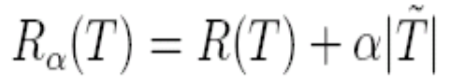 R_α(T) = R(T) + α|T̃|